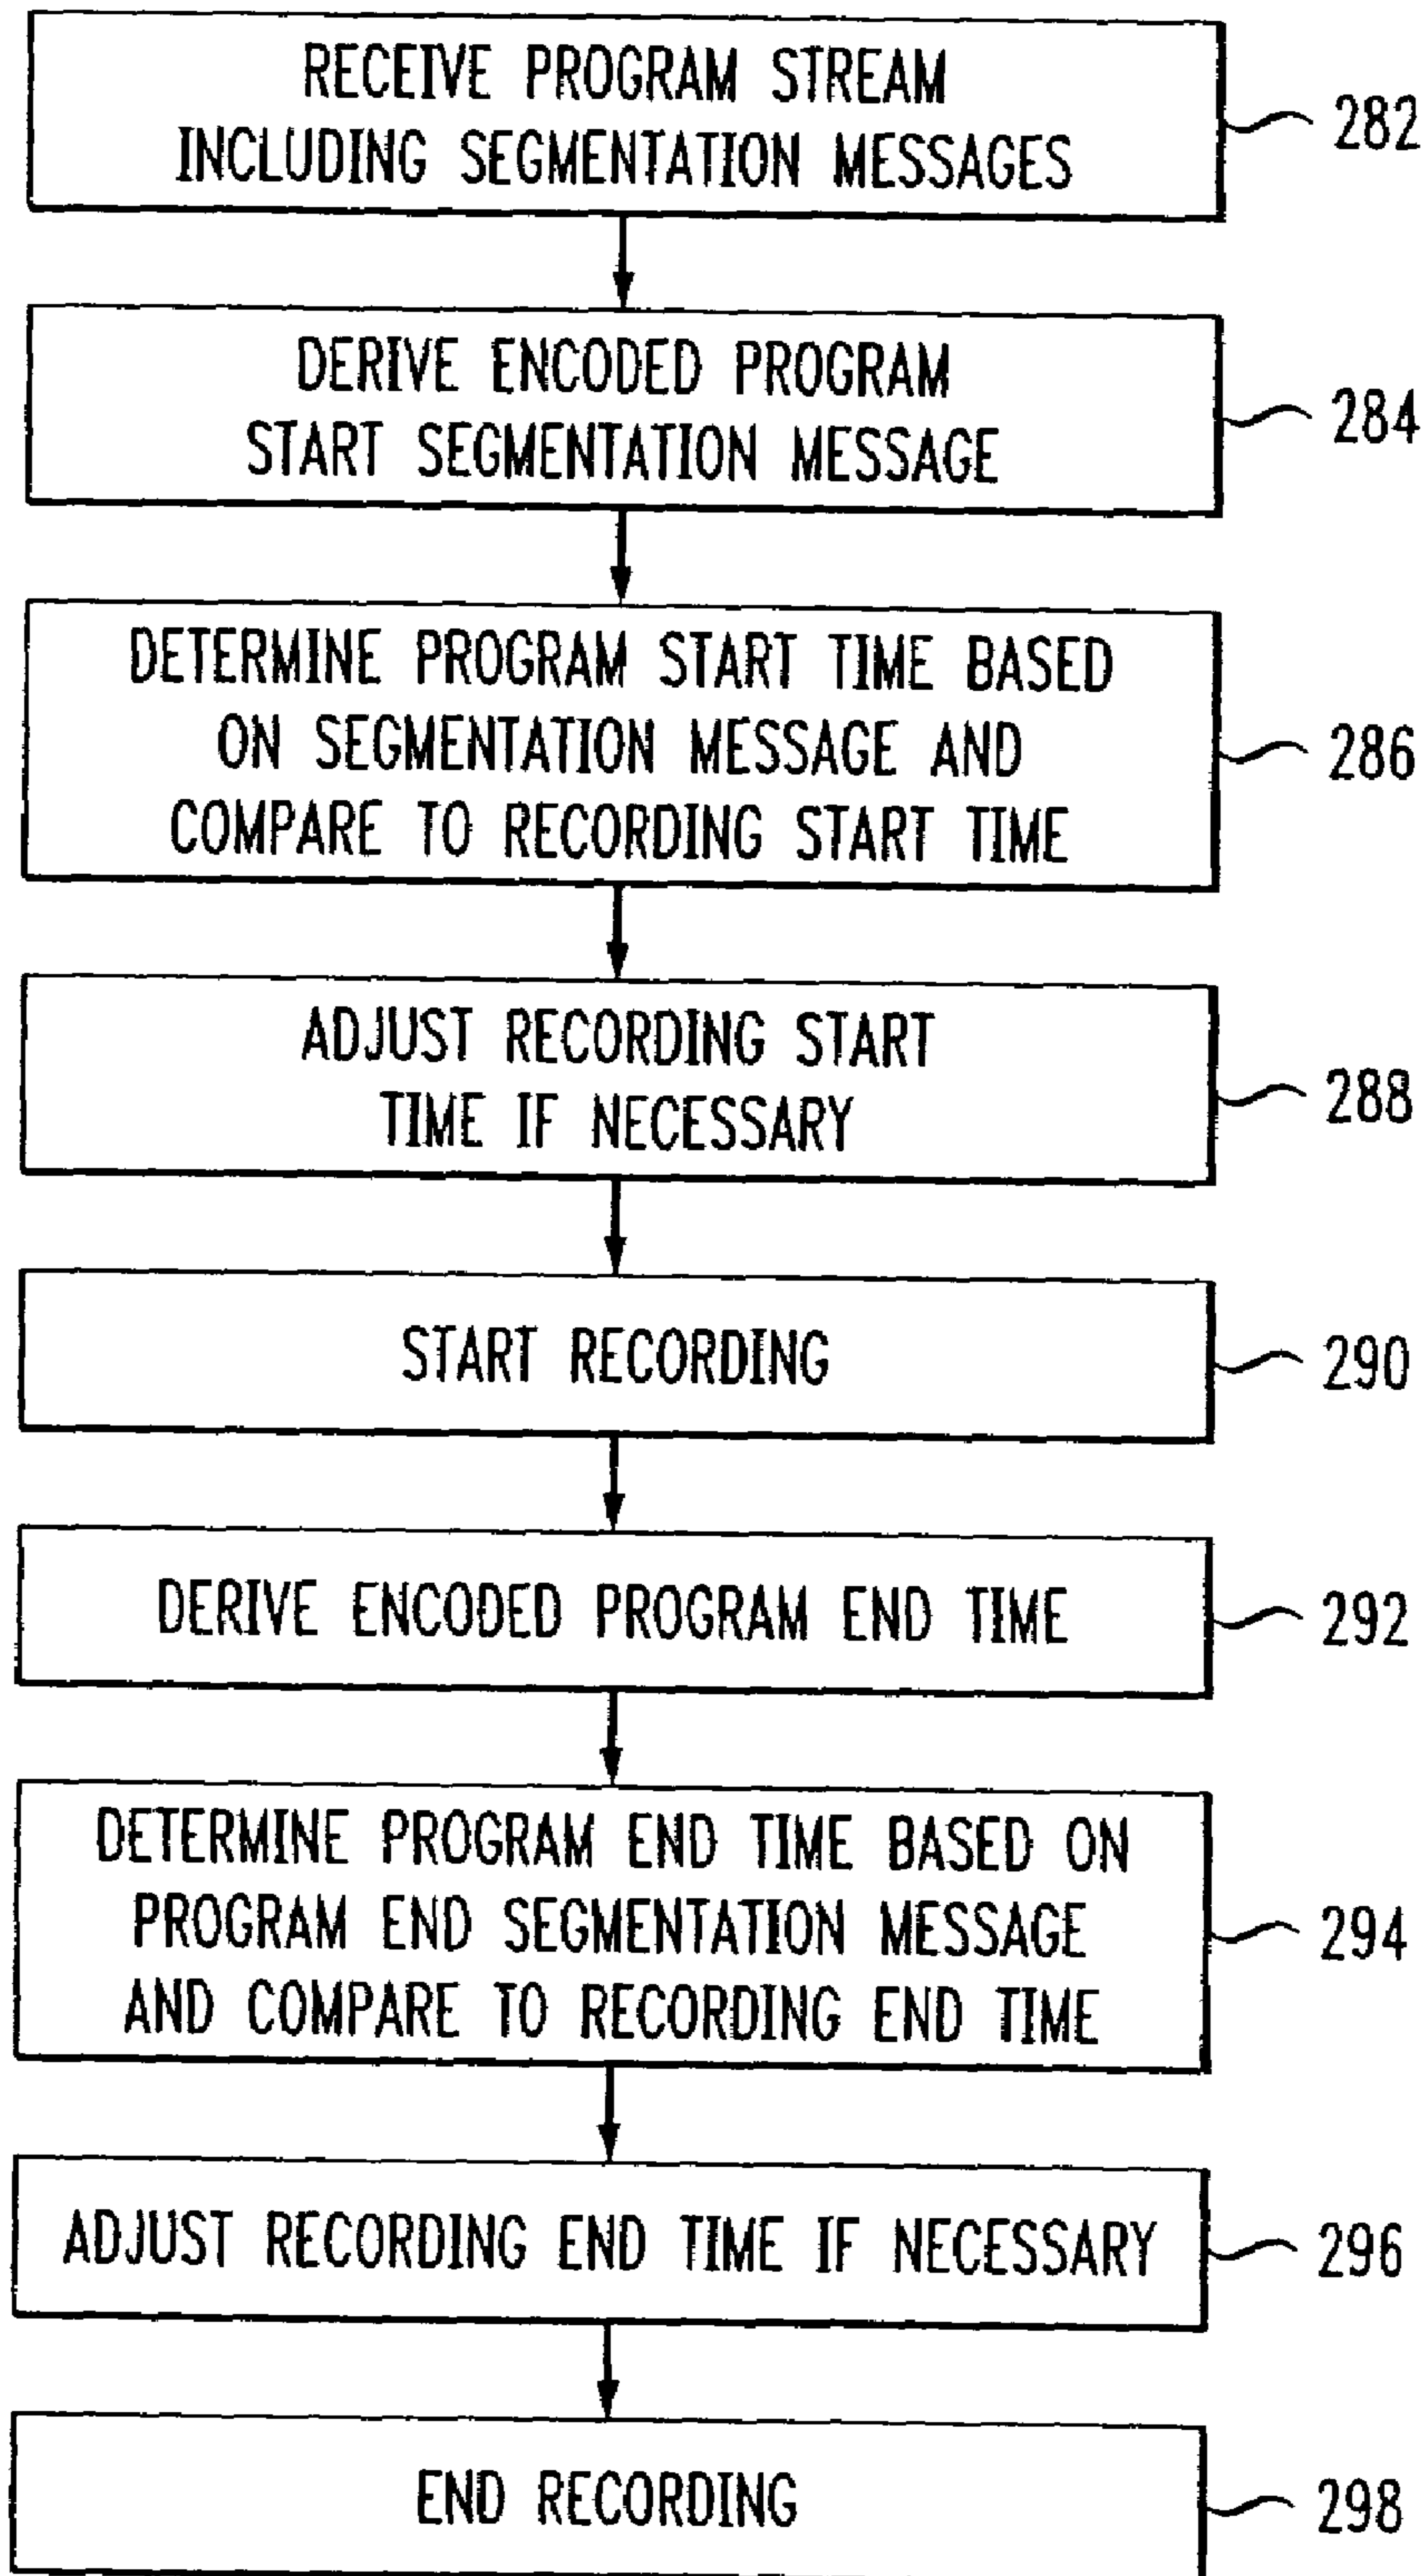 RECEIVE PROGRAM STREAM
INCLUDING SEGMENTATION MESSAGES
282
DERIVE ENCODED PROGRAM
START SEGMENTATION MESSAGE
284
DETERMINE PROGRAM START TIME BASED
ON SEGMENTATION MESSAGE AND
COMPARE TO RECORDING START TIME
286
ADJUST RECORDING START
TIME IF NECESSARY
288
START RECORDING
290
DERIVE ENCODED PROGRAM END TIME
292
DETERMINE PROGRAM END TIME BASED ON
PROGRAM END SEGMENTATION MESSAGE
AND COMPARE TO RECORDING END TIME
294
ADJUST RECORDING END TIME IF NECESSARY
296
END RECORDING
298